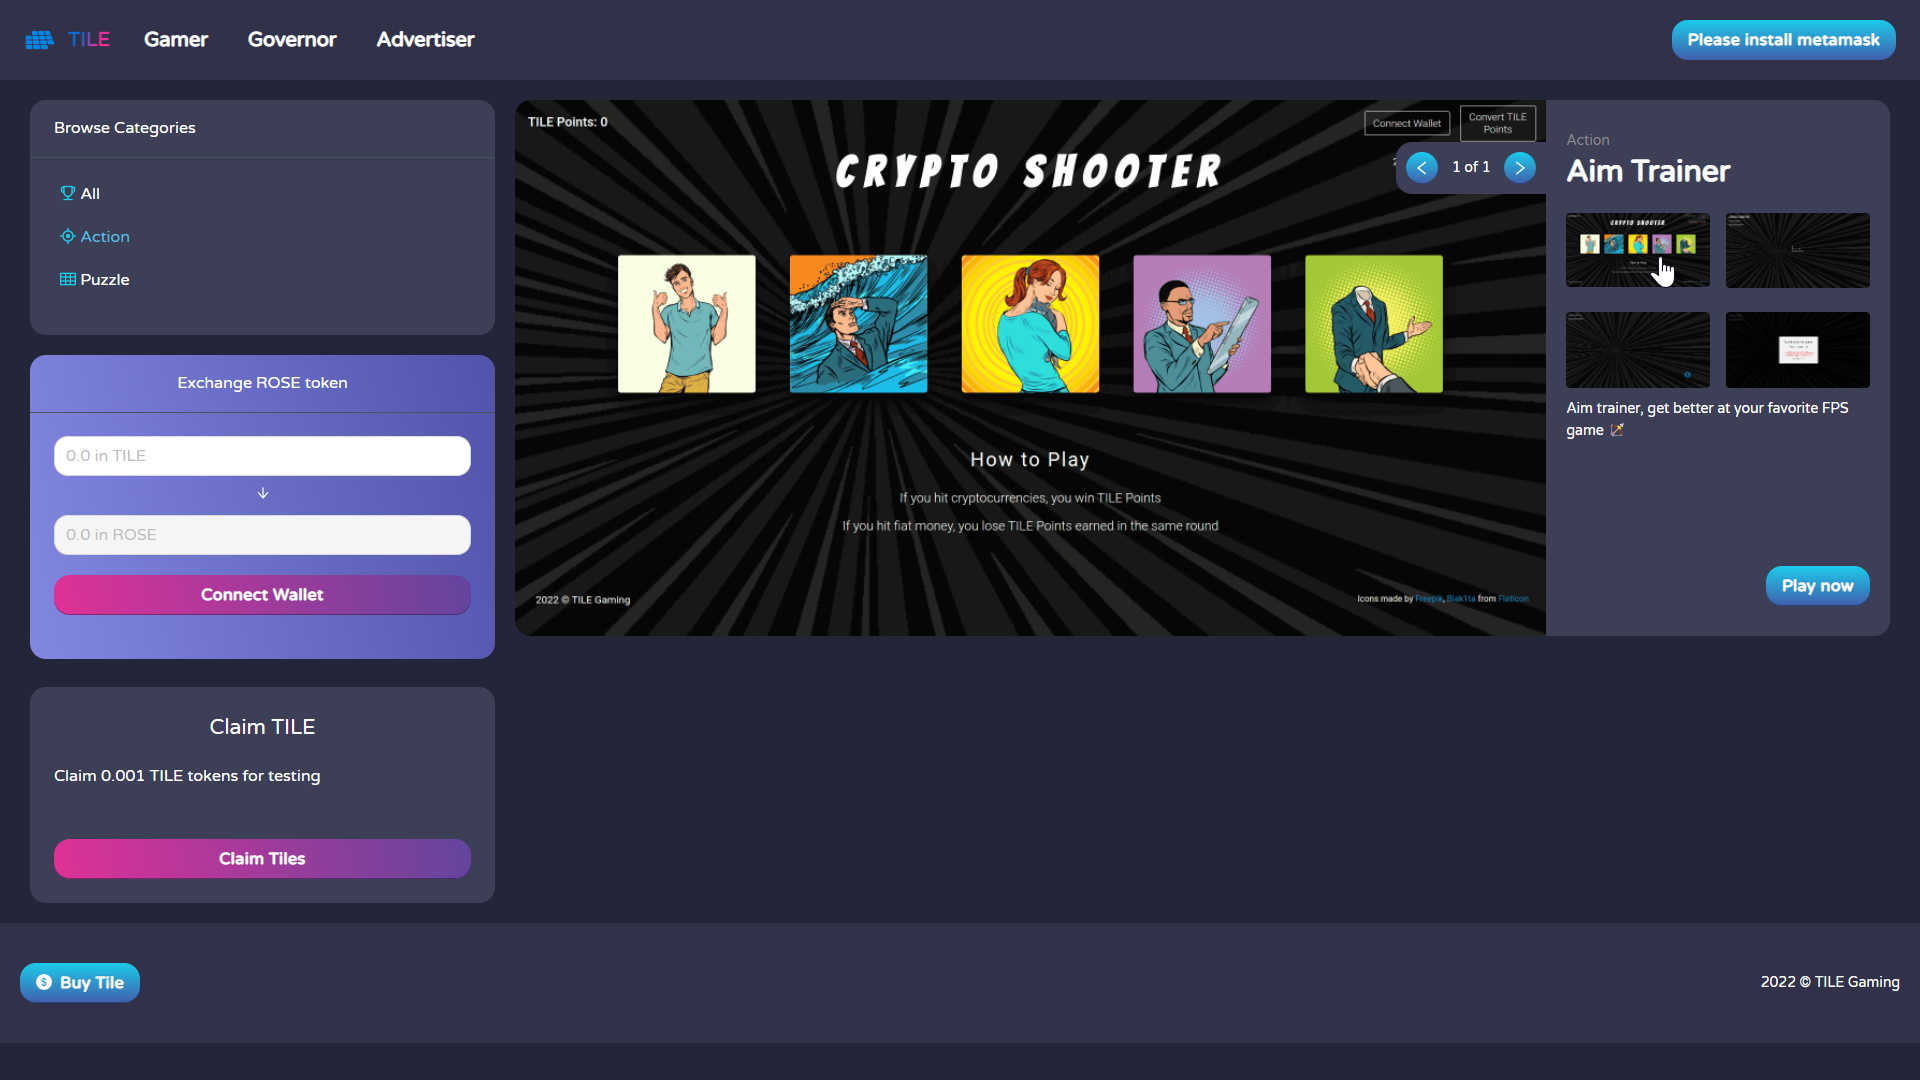 TILE
Gamer
Governor
Advertiser
Please install metamask
Browse Categories
All
Action
Puzzle
Exchange ROSE token
0.0 in TILE
0.0 in ROSE
Connect Wallet
Claim TILE
Claim 0.001 TILE tokens for testing
Claim Tiles
TILE Points: 0
Connect Wallet
Convert TILE
Points
CRYPTO SHOOTER
1 of 1
How to Play
If you hit cryptocurrencies, you win TILE Points
If you hit fiat money, you lose TILE Points earned in the same round
2022 © TILE Gaming
Icons made by Freepik, Blak1ta from Flaticon
Action
Aim Trainer
CRYPTO SHOOTER
Aim trainer, get better at your favorite FPS
game
Play now
Buy Tile
2022 © TILE Gaming